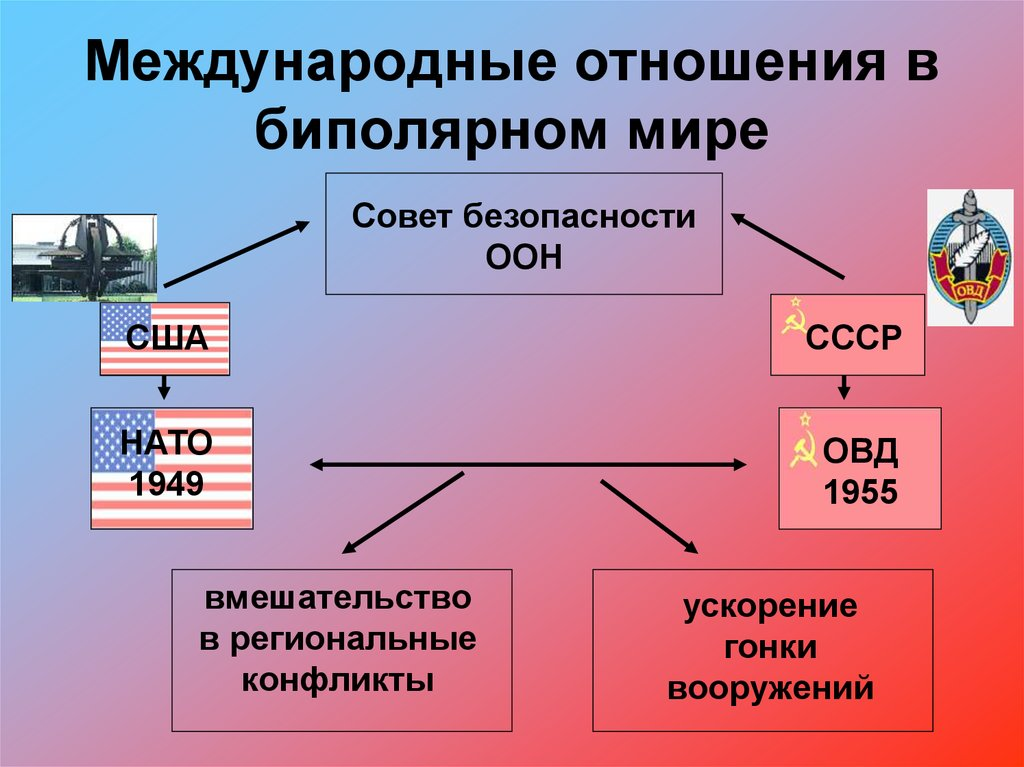 Международные отношения в
биполярном мире
Совет безопасности
ООН
США
СССР
ОВД
НАТО
1949
ОВД
1955
вмешательство
в региональные
конфликты
ускорение
гонки
вооружений